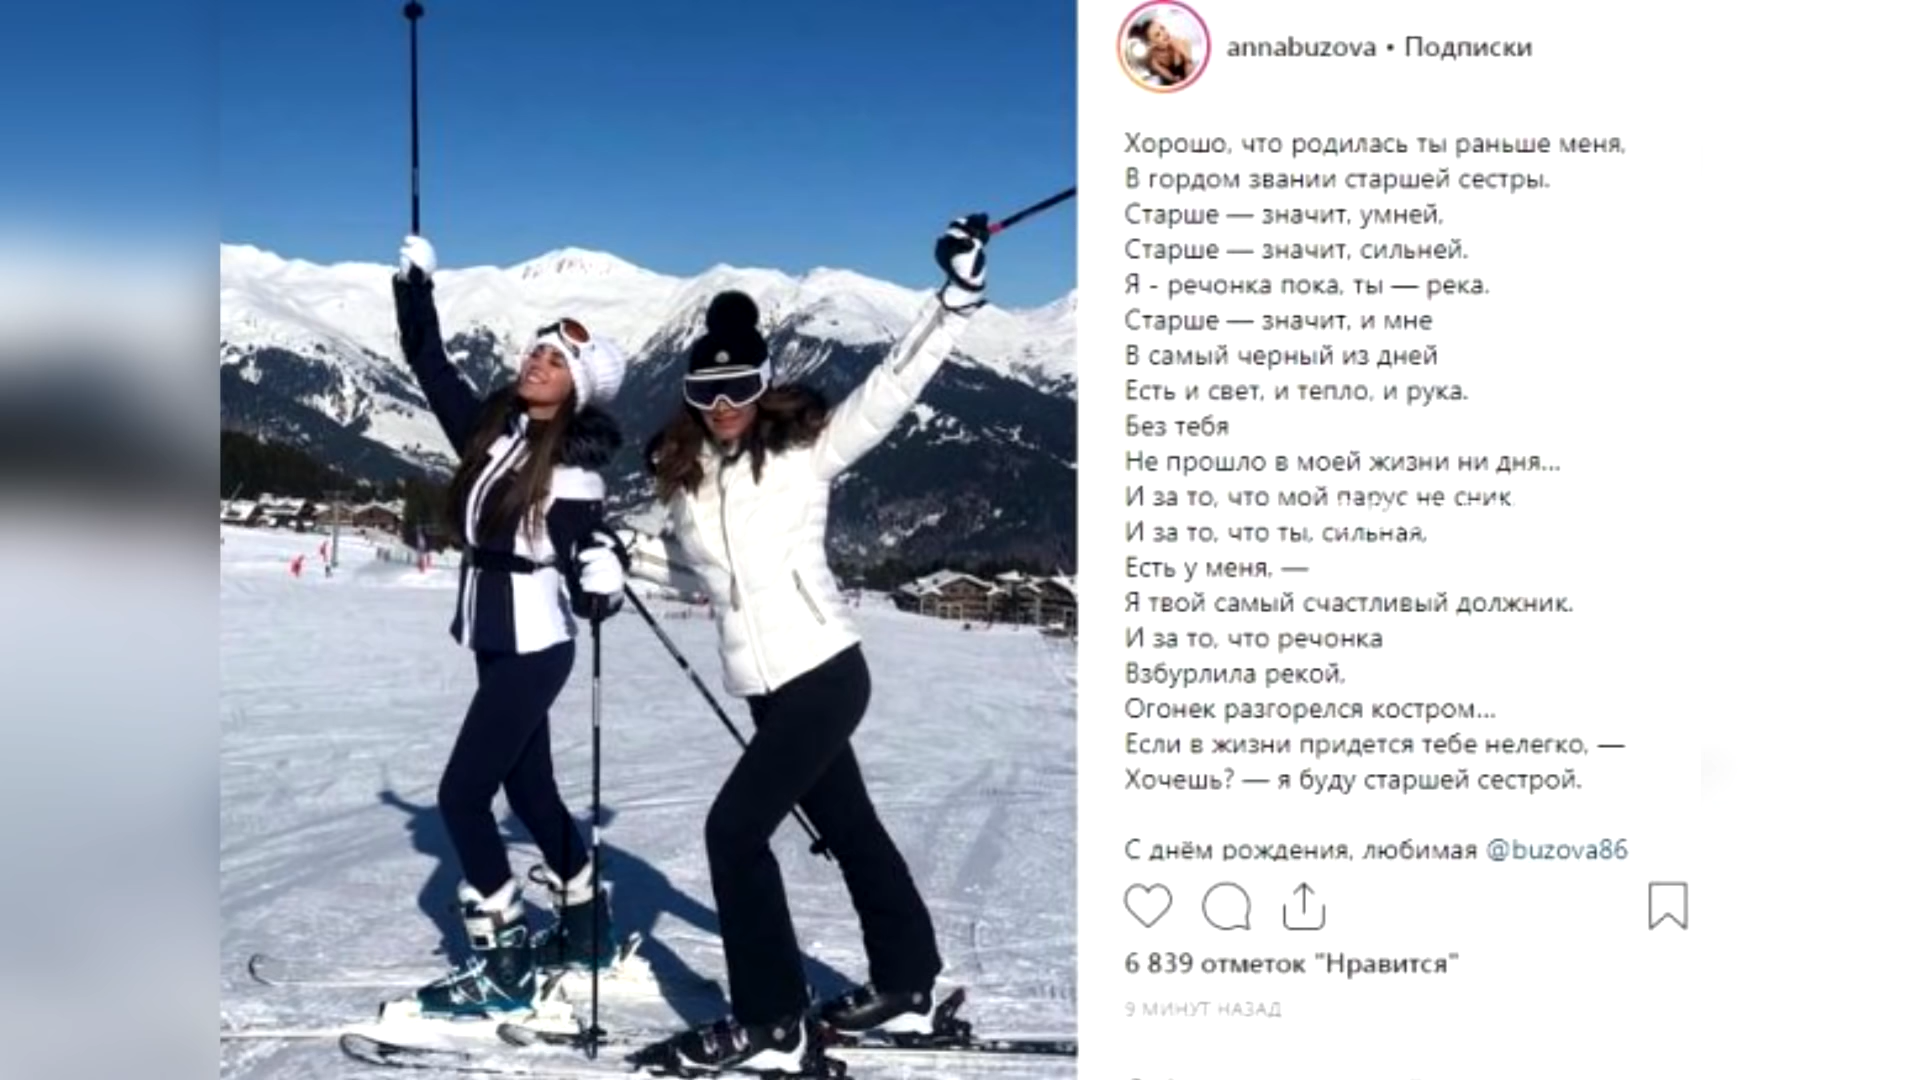 annabuzova • Подписки
Хорошо, что родилась ты раньше меня,
В гордом звании старшей сестры.
Старше — значит, умней,
Старше — значит, сильней.
Я - речонка пока, ты — река.
Старше — значит, и мне
В самый черный из дней
Есть и свет, и тепло, и рука.
Без тебя
Не прошло в моей жизни ни дня...
И за то, что мой парус не сник,
И за то, что ты, сильная,
Есть у меня, —
Я твой самый счастливый должник.
И за то, что речонка
Взбурлила рекой,
Огонек разгорелся костром...
Если в жизни придется тебе нелегко, —
Хочешь? — я буду старшей сестрой.
С днём рождения, любимая @buzova86
6 839 отметок "Нравится"
9 МИНУТ НАЗАД